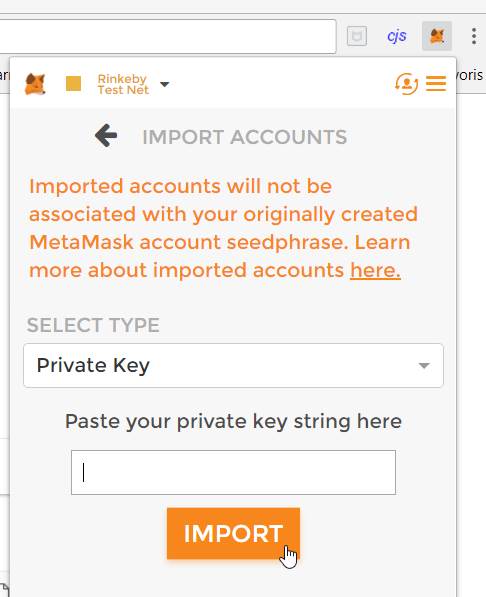 cjs
voris
Rinkeby
Test Net
IMPORT ACCOUNTS
Imported accounts will not be
associated with your originally created
MetaMask account seedphrase. Learn
more about imported accounts here.
SELECT TYPE
Private Key
Paste your private key string here
IMPORT